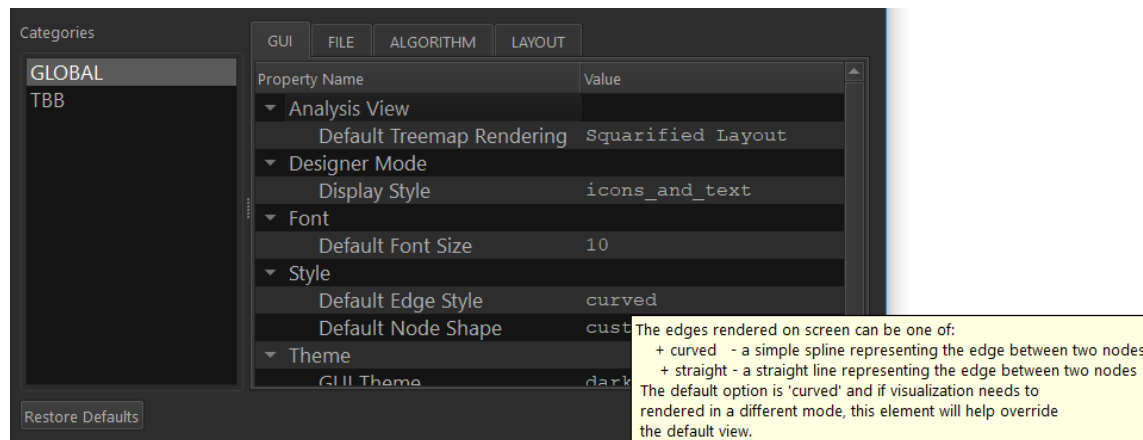 Categories
GLOBAL
TBB
GUI FILE ALGORITHM LAYOUT
Property Name Value
Analysis View
Default Treemap Rendering Squarified Layout
Designer Mode
Display Style icons_and_text
Font
Default Font Size 10
Style
Default Edge Style curved
Default Node Shape cust
Theme
GUI Theme dark
The edges rendered on screen can be one of:
+ curved - a simple spline representing the edge between two nodes
+ straight - a straight line representing the edge between two nodes
The default option is 'curved' and if visualization needs to
rendered in a different mode, this element will help override
the default view.
Restore Defaults